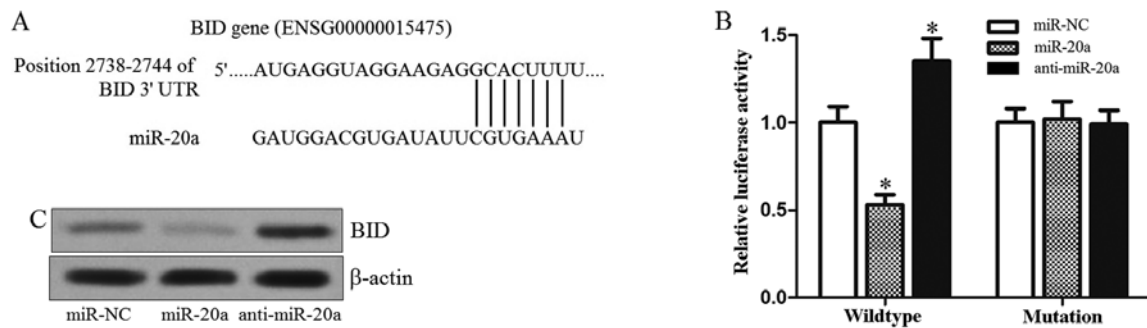 A
BID gene (ENSG00000015475)
Position 2738-2744 of
BID 3' UTR
5'.....AUGAGGUAGGAAGAGGCACUUUU....
miR-20a
GAUGGACGUGAUAUUCGUGAAAU
B
Relative luciferase activity
1.5
1.0
0.5
0.0
*
*
Wildtype
Mutation
miR-NC
miR-20a
anti-miR-20a
C
BID
β-actin
miR-NC
miR-20a
anti-miR-20a